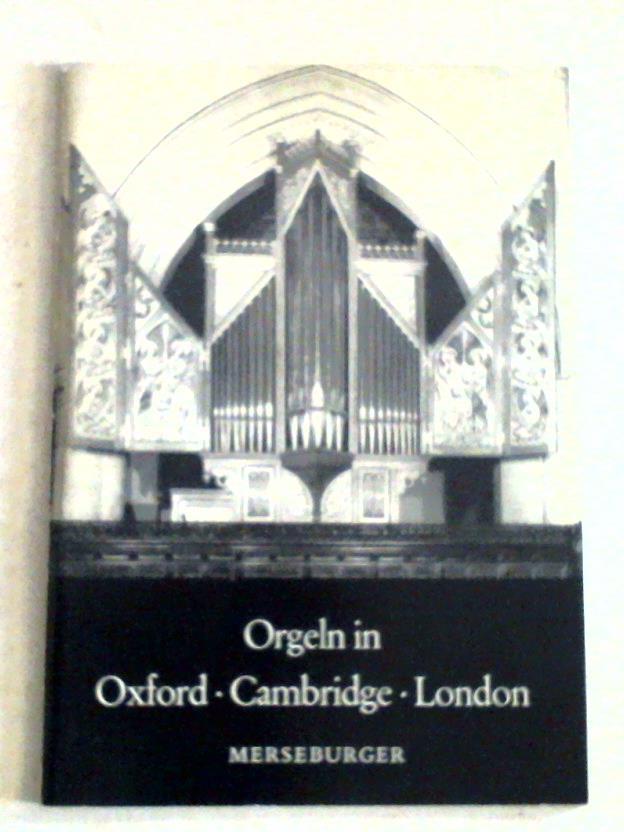 Orgeln in
Oxford · Cambridge · London
MERSEBURGER